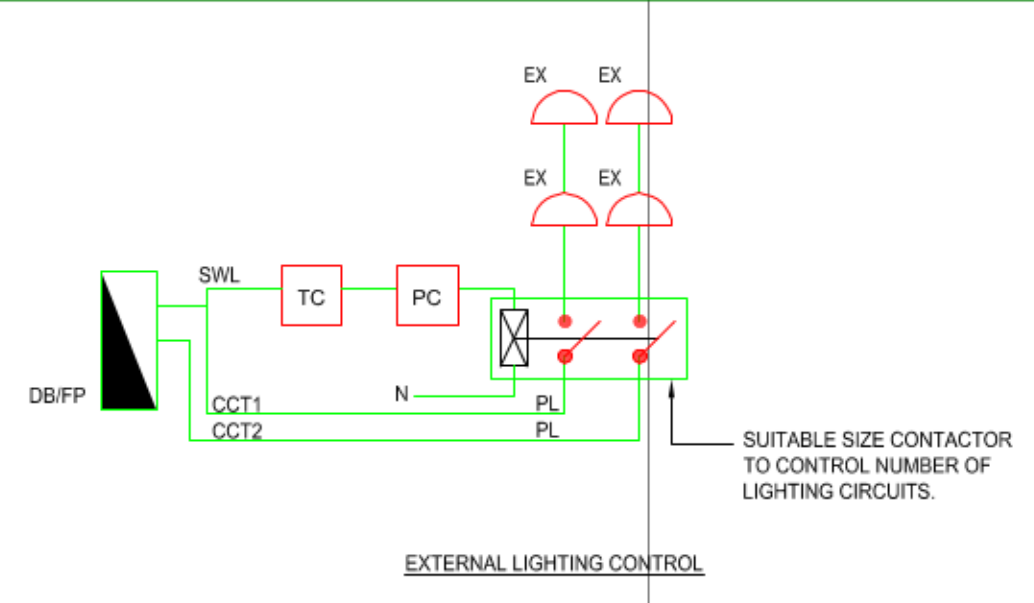 EX EX
EX EX
SWL
TC PC
DB/FP
N
CCT1 PL
CCT2 PL
SUITABLE SIZE CONTACTOR
TO CONTROL NUMBER OF
LIGHTING CIRCUITS.
EXTERNAL LIGHTING CONTROL